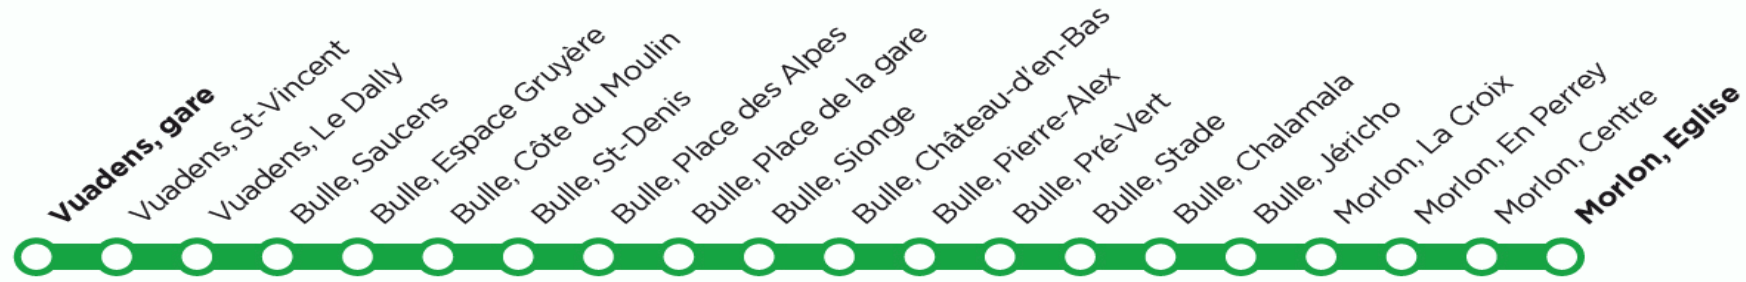 Vuadens, gare
Vuadens, St-Vincent
Vuadens, Le Dally
Bulle, Saucens
Bulle, Espace Gruyère
Bulle, Côte du Moulin
Bulle, St-Denis
Bulle, Place des Alpes
Bulle, Place de la gare
Bulle, Sionge
Bulle, Château-d'en-Bas
Bulle, Pierre-Alex
Bulle, Pré-Vert
Bulle, Stade
Bulle, Chalamala
Bulle, Jéricho
Morlon, La Croix
Morlon, En Perrey
Morlon, Centre
Morlon, Eglise